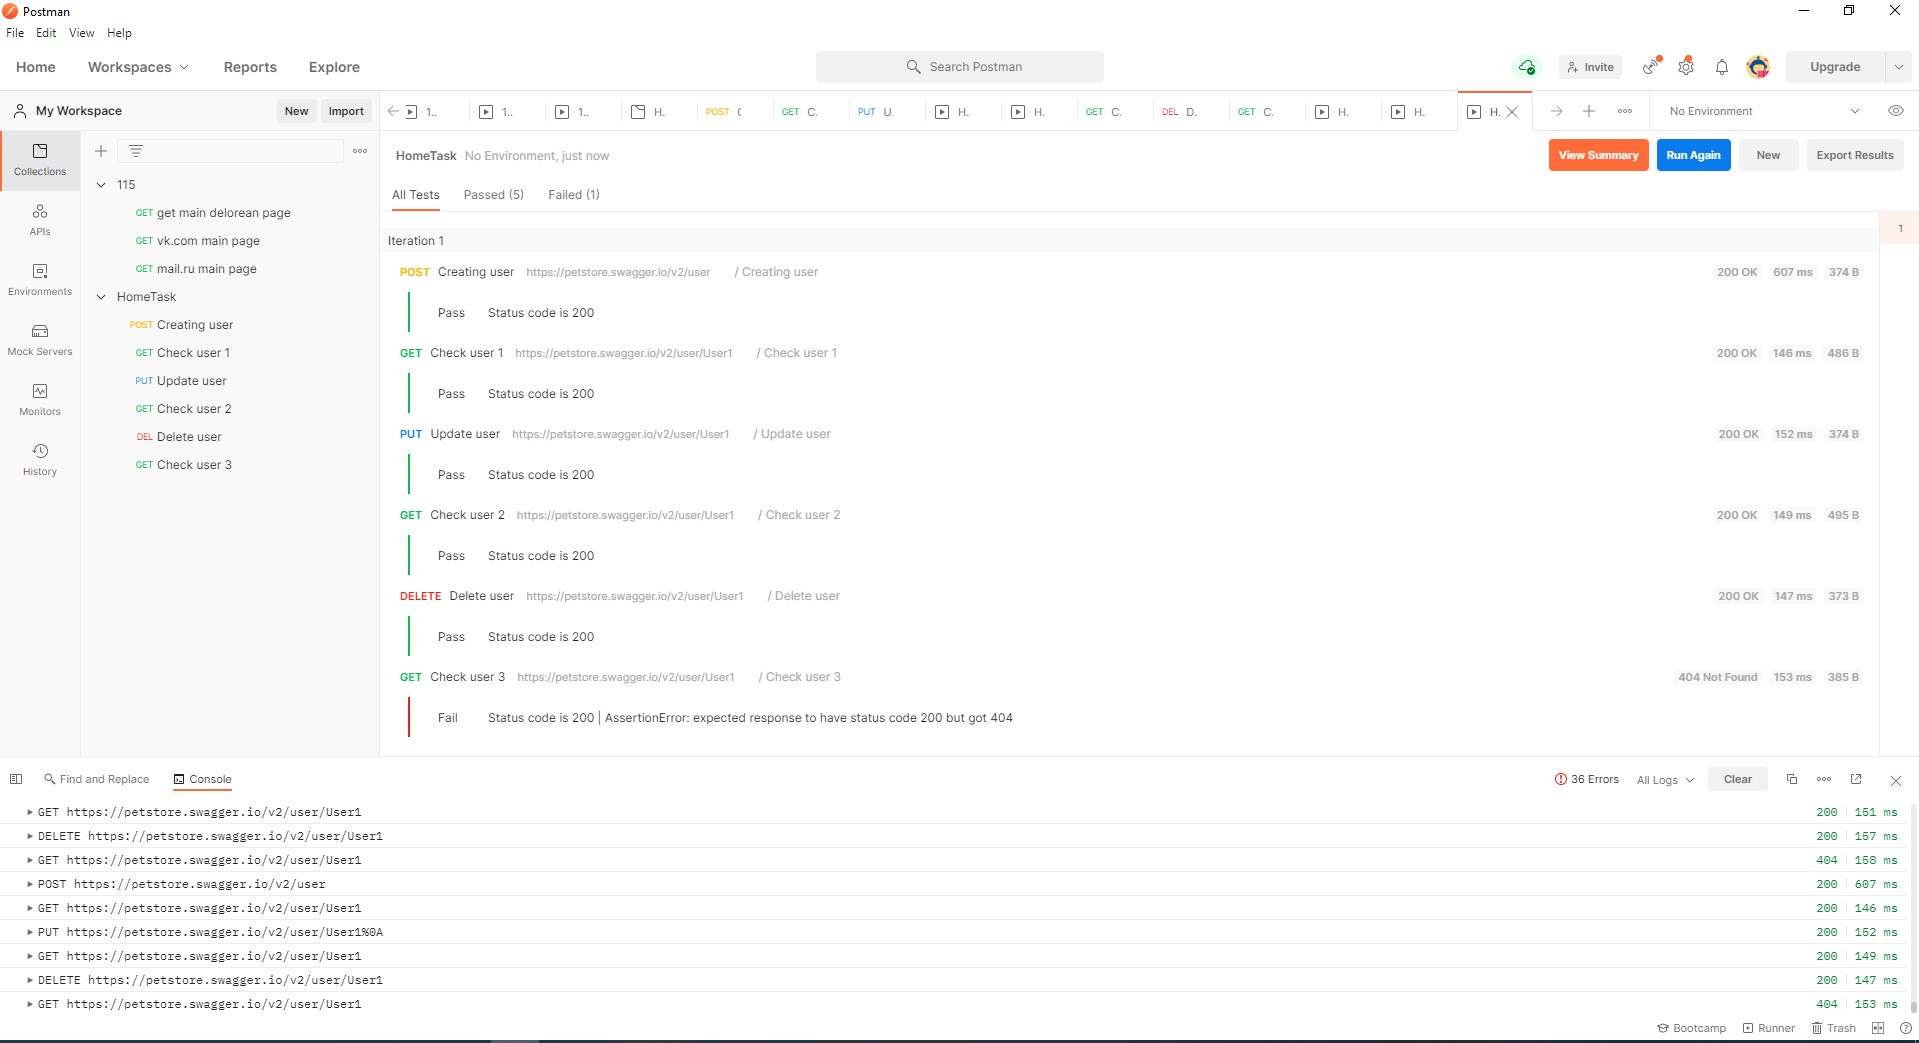 Postman
File Edit View Help
Home Workspaces Reports Explore Search Postman Invite Upgrade
My Workspace New Import 1.. 1.. 1.. H. POST GET C. PUT U H. H. GET C. DEL D. GET C. H. H. H. No Environment
Collections
APIs
Environments
Mock Servers
Monitors
History
115
GET get main delorean page
GET vk.com main page
GET mail.ru main page
HomeTask
POST Creating user
GET Check user 1
PUT Update user
GET Check user 2
DEL Delete user
GET Check user 3
HomeTask No Environment, just now View Summary Run Again New Export Results
All Tests Passed (5) Failed (1)
1
Iteration 1
POST Creating user https://petstore.swagger.io/v2/user / Creating user 200 OK 607 ms 374 B
Pass Status code is 200
GET Check user 1 https://petstore.swagger.io/v2/user/User1 / Check user 1 200 OK 146 ms 486 B
Pass Status code is 200
PUT Update user https://petstore.swagger.io/v2/user/User1 / Update user 200 OK 152 ms 374 B
Pass Status code is 200
GET Check user 2 https://petstore.swagger.io/v2/user/User1 / Check user 2 200 OK 149 ms 495 B
Pass Status code is 200
DELETE Delete user https://petstore.swagger.io/v2/user/User1 / Delete user 200 OK 147 ms 373 B
Pass Status code is 200
GET Check user 3 https://petstore.swagger.io/v2/user/User1 / Check user 3 404 Not Found 153 ms 385 B
Fail Status code is 200 | AssertionError: expected response to have status code 200 but got 404
Find and Replace Console 36 Errors All Logs Clear
GET https://petstore.swagger.io/v2/user/User1 200 151 ms
DELETE https://petstore.swagger.io/v2/user/User1 200 157 ms
GET https://petstore.swagger.io/v2/user/User1 404 158 ms
POST https://petstore.swagger.io/v2/user 200 607 ms
GET https://petstore.swagger.io/v2/user/User1 200 146 ms
PUT https://petstore.swagger.io/v2/user/User1%0A 200 152 ms
GET https://petstore.swagger.io/v2/user/User1 200 149 ms
DELETE https://petstore.swagger.io/v2/user/User1 200 147 ms
GET https://petstore.swagger.io/v2/user/User1 404 153 ms
Bootcamp Runner Trash